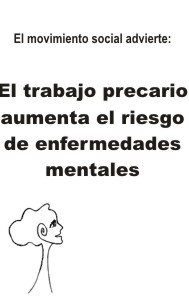 El movimiento social advierte:
El trabajo precario
aumenta el riesgo
de enfermedades
mentales